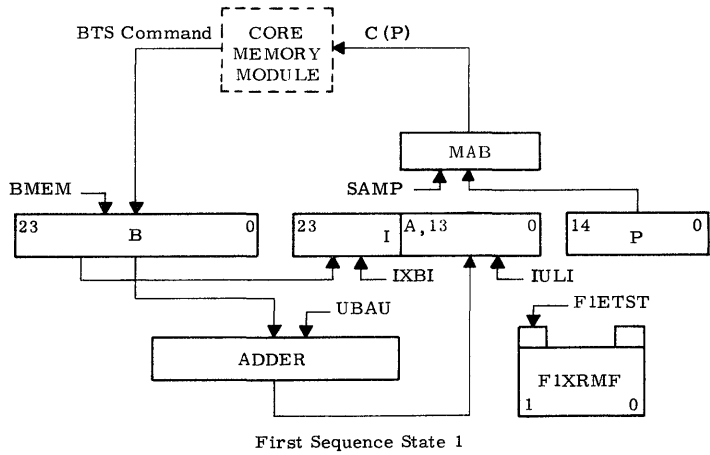 BTS Command
CORE
MEMORY
MODULE
C (P)
MAB
BMEM
SAMP
23 B 0
23 I A,13 0
14 P 0
IXBI
IULI
UBAU
F1ETST
ADDER
F1XRMF
1 0
First Sequence State 1